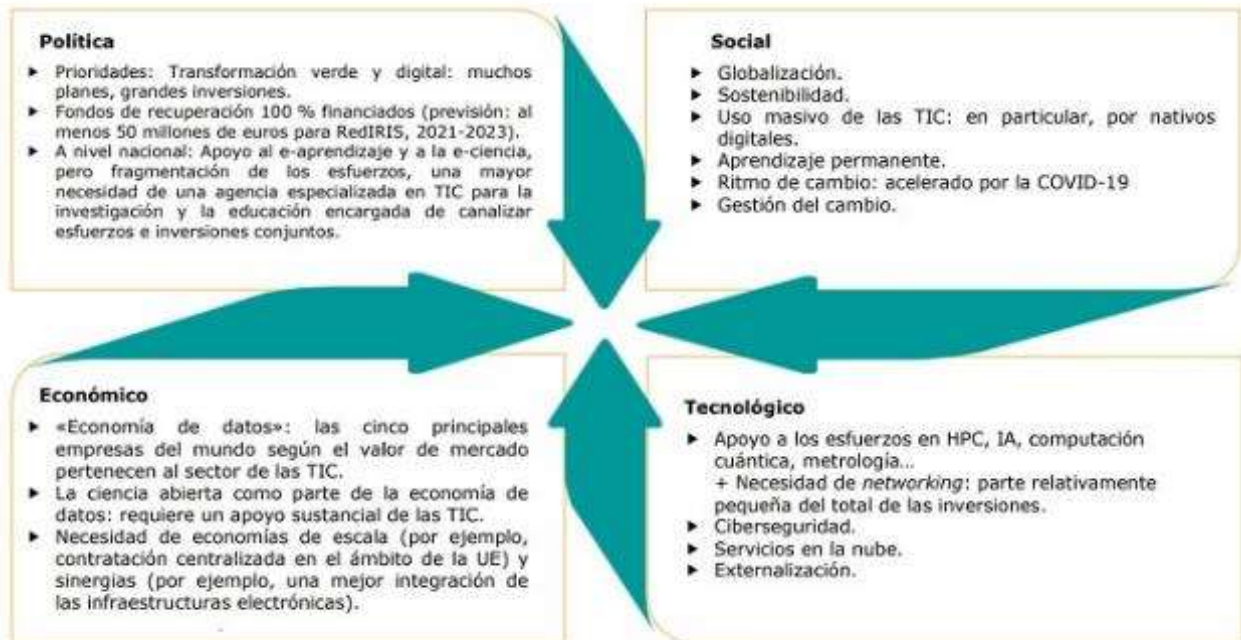 Política
▶ Prioridades: Transformación verde y digital: muchos
planes, grandes inversiones.
▶ Fondos de recuperación 100 % financiados (previsión: al
menos 50 millones de euros para RedIRIS, 2021-2023).
▶ A nivel nacional: Apoyo al e-aprendizaje y a la e-ciencia,
pero fragmentación de los esfuerzos, una mayor
necesidad de una agencia especializada en TIC para la
investigación y la educación encargada de canalizar
esfuerzos e inversiones conjuntos.
Social
▶ Globalización.
▶ Sostenibilidad.
▶ Uso masivo de las TIC: en particular, por nativos
digitales.
▶ Aprendizaje permanente.
▶ Ritmo de cambio: acelerado por la COVID-19
▶ Gestión del cambio.
Económico
▶ «Economía de datos»: las cinco principales
empresas del mundo según el valor de mercado
pertenecen al sector de las TIC.
▶ La ciencia abierta como parte de la economía de
datos: requiere un apoyo sustancial de las TIC.
▶ Necesidad de economías de escala (por ejemplo,
contratación centralizada en el ámbito de la UE) y
sinergias (por ejemplo, una mejor integración de
las infraestructuras electrónicas).
Tecnológico
▶ Apoyo a los esfuerzos en HPC, IA, computación
cuántica, metrología...
+ Necesidad de networking: parte relativamente
pequeña del total de las inversiones.
▶ Ciberseguridad.
▶ Servicios en la nube.
▶ Externalización.